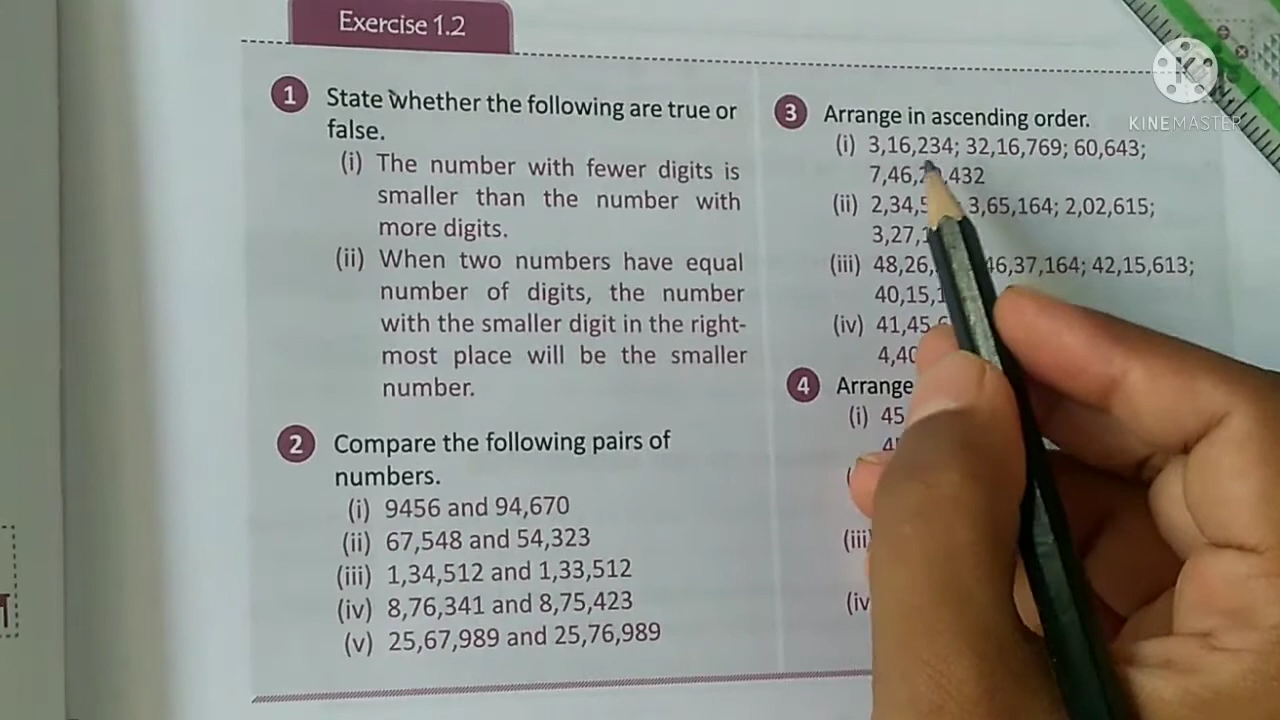 Exercise 1.2
1 State whether the following are true or
false.
(i) The number with fewer digits is
smaller than the number with
more digits.
(ii) When two numbers have equal
number of digits, the number
with the smaller digit in the right-
most place will be the smaller
number.
2 Compare the following pairs of
numbers.
(i) 9456 and 94,670
(ii) 67,548 and 54,323
(iii) 1,34,512 and 1,33,512
(iv) 8,76,341 and 8,75,423
(v) 25,67,989 and 25,76,989
3 Arrange in ascending order.
(i) 3,16,234; 32,16,769; 60,643;
(ii) 3,65,164; 2,02,615;
(iii) 42,15,613;
(iv)
4 Arrange
(i)
(iii)
(iv
KINEMASTER